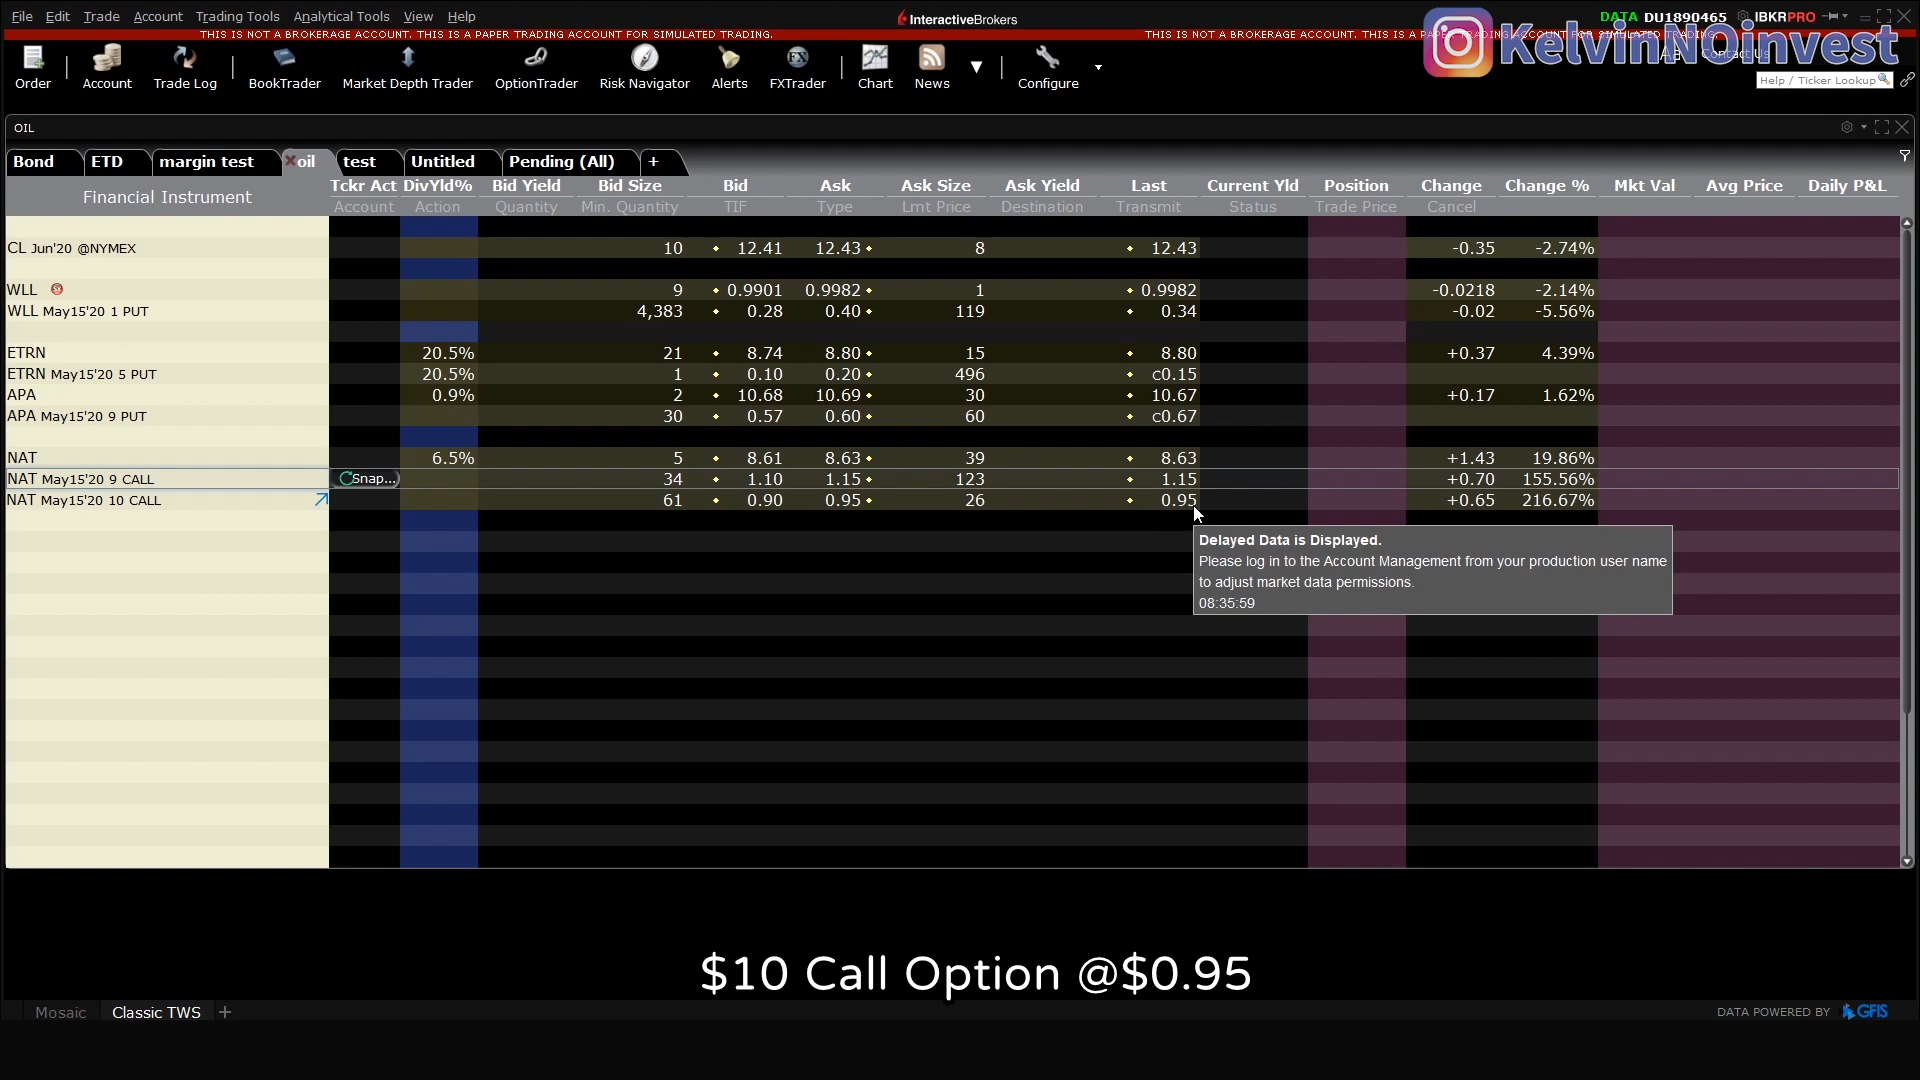 File Edit Trade Account Trading Tools Analytical Tools View Help
InteractiveBrokers
DATA DU1890465 IBKRPRO
THIS IS NOT A BROKERAGE ACCOUNT. THIS IS A PAPER TRADING ACCOUNT FOR SIMULATED TRADING.
THIS IS NOT A BROKERAGE ACCOUNT. THIS IS A PAPER TRADING ACCOUNT FOR SIMULATED TRADING.
KelvinNOinvest
Order Account Trade Log BookTrader Market Depth Trader OptionTrader Risk Navigator Alerts FXTrader Chart News Configure
Help / Ticker Lookup
OIL
Bond ETD margin test oil test Untitled Pending (All) +
Financial Instrument
Tckr Act DivYld% Bid Yield Bid Size Bid Ask Ask Size Ask Yield Last Current Yld Position Change Change % Mkt Val Avg Price Daily P&L
Account Action Quantity Min. Quantity TIF Type Lmt Price Destination Transmit Status Trade Price Cancel
CL Jun'20 @NYMEX 10 12.41 12.43 8 12.43 -0.35 -2.74%
WLL 9 0.9901 0.9982 1 0.9982 -0.0218 -2.14%
WLL May15'20 1 PUT 4,383 0.28 0.40 119 0.34 -0.02 -5.56%
ETRN 20.5% 21 8.74 8.80 15 8.80 +0.37 4.39%
ETRN May15'20 5 PUT 20.5% 1 0.10 0.20 496 c0.15
APA 0.9% 2 10.68 10.69 30 10.67 +0.17 1.62%
APA May15'20 9 PUT 30 0.57 0.60 60 c0.67
NAT 6.5% 5 8.61 8.63 39 8.63 +1.43 19.86%
NAT May15'20 9 CALL Snap... 34 1.10 1.15 123 1.15 +0.70 155.56%
NAT May15'20 10 CALL 61 0.90 0.95 26 0.95 +0.65 216.67%
Delayed Data is Displayed.
Please log in to the Account Management from your production user name
to adjust market data permissions.
08:35:59
$10 Call Option @$0.95
Mosaic Classic TWS +
DATA POWERED BY GFIS